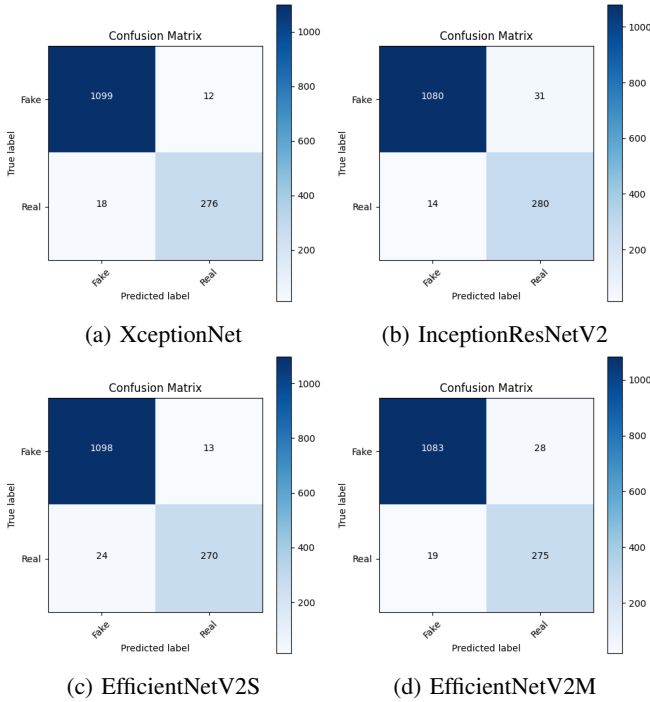 Confusion Matrix
Fake
Real
True label
1099
12
18
276
Fake
Real
Predicted label
1000
800
600
400
200
(a) XceptionNet
Confusion Matrix
Fake
Real
True label
1080
31
14
280
Fake
Real
Predicted label
1000
800
600
400
200
(b) InceptionResNetV2
Confusion Matrix
Fake
Real
True label
1098
13
24
270
Fake
Real
Predicted label
1000
800
600
400
200
(c) EfficientNetV2S
Confusion Matrix
Fake
Real
True label
1083
28
19
275
Fake
Real
Predicted label
1000
800
600
400
200
(d) EfficientNetV2M